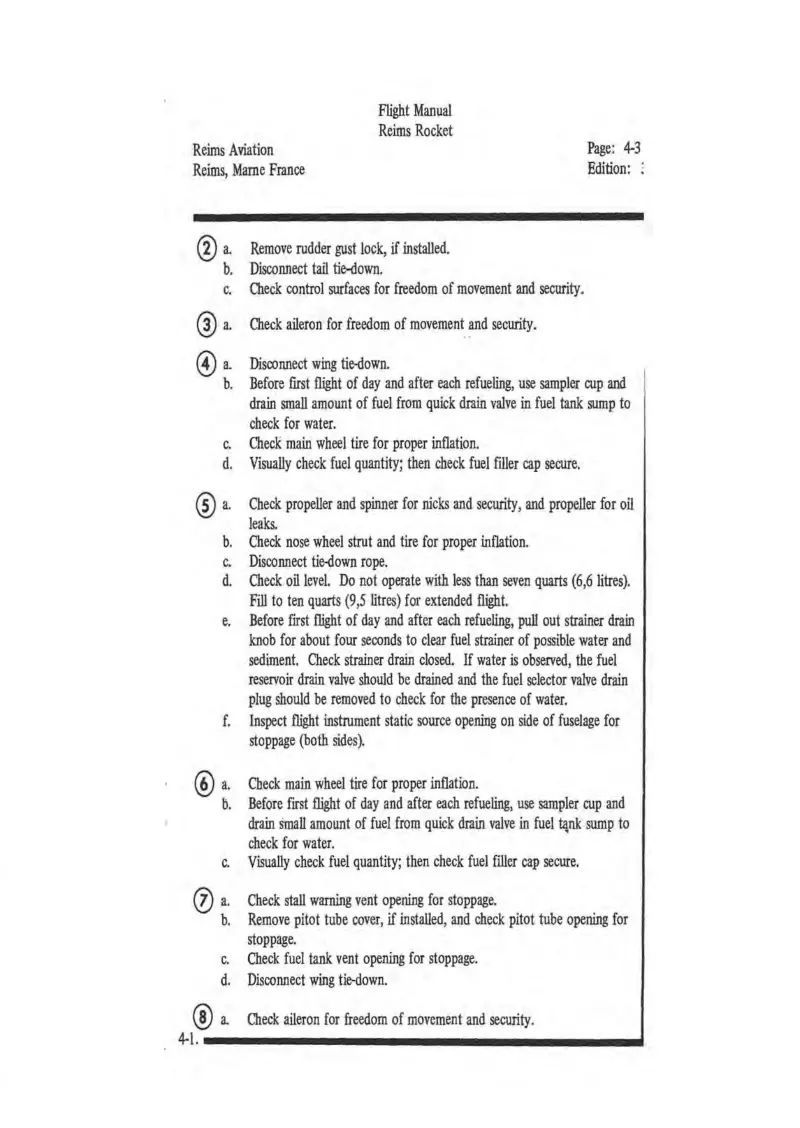 Flight Manual
Reims Rocket
Reims Aviation
Page: 4-3
Reims, Marne France
Edition:
2 a. Remove rudder gust lock, if installed.
b. Disconnect tail tie-down.
c. Check control surfaces for freedom of movement and security.
3 a. Check aileron for freedom of movement and security.
4 a. Disconnect wing tie-down.
b. Before first flight of day and after each refueling, use sampler cup and
drain small amount of fuel from quick drain valve in fuel tank sump to
check for water.
c. Check main wheel tire for proper inflation.
d. Visually check fuel quantity; then check fuel filler cap secure.
5 a. Check propeller and spinner for nicks and security, and propeller for oil
leaks.
b. Check nose wheel strut and tire for proper inflation.
c. Disconnect tie-down rope.
d. Check oil level. Do not operate with less than seven quarts (6,6 litres).
Fill to ten quarts (9,5 litres) for extended flight.
e. Before first flight of day and after each refueling, pull out strainer drain
knob for about four seconds to clear fuel strainer of possible water and
sediment. Check strainer drain closed. If water is observed, the fuel
reservoir drain valve should be drained and the fuel selector valve drain
plug should be removed to check for the presence of water.
f. Inspect flight instrument static source opening on side of fuselage for
stoppage (both sides).
6 a. Check main wheel tire for proper inflation.
b. Before first flight of day and after each refueling, use sampler cup and
drain small amount of fuel from quick drain valve in fuel tank sump to
check for water.
c. Visually check fuel quantity; then check fuel filler cap secure.
7 a. Check stall warning vent opening for stoppage.
b. Remove pitot tube cover, if installed, and check pitot tube opening for
stoppage.
c. Check fuel tank vent opening for stoppage.
d. Disconnect wing tie-down.
8 a. Check aileron for freedom of movement and security.
4-1.